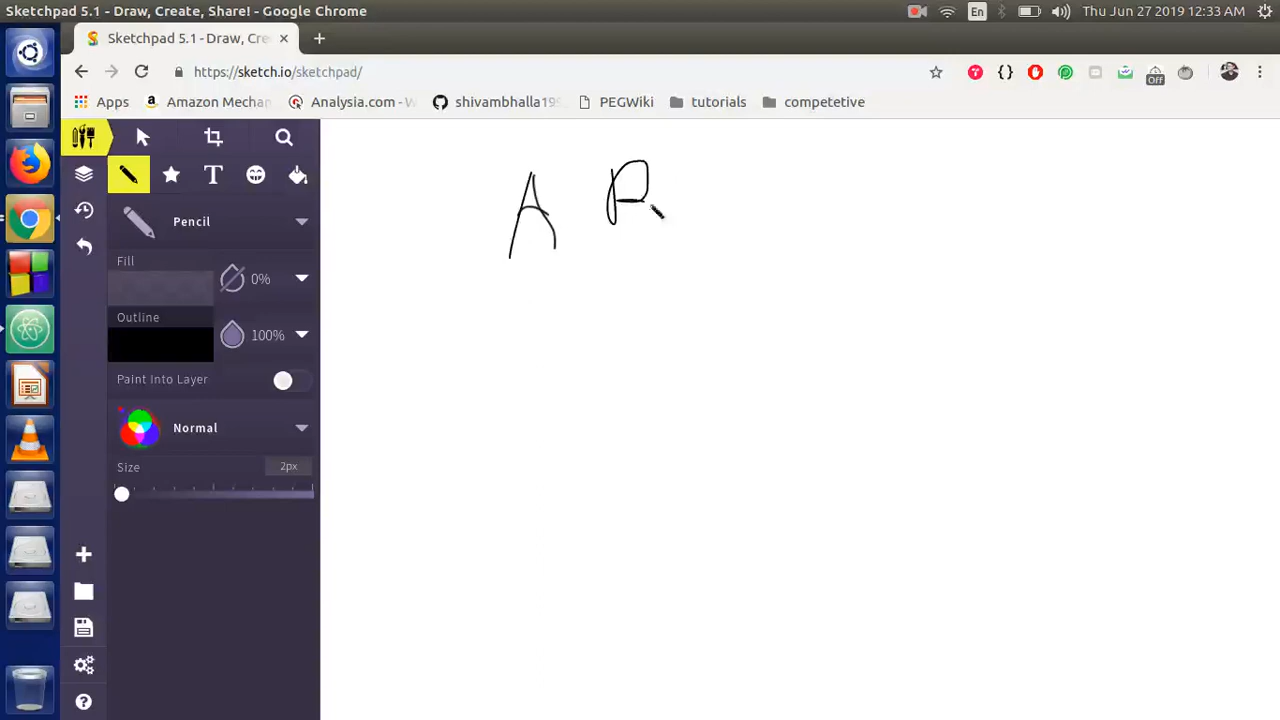 Sketchpad 5.1 - Draw, Create, Share! - Google Chrome En Thu Jun 27 2019 12:33 AM
Sketchpad 5.1 - Draw, Cre
https://sketch.io/sketchpad/ OFF
Apps Amazon Mechan Analysia.com - W shivambhalla199 PEGWiki tutorials competetive
A
Pencil
Fill
0%
Outline
100%
Paint Into Layer
Normal
Size 2px